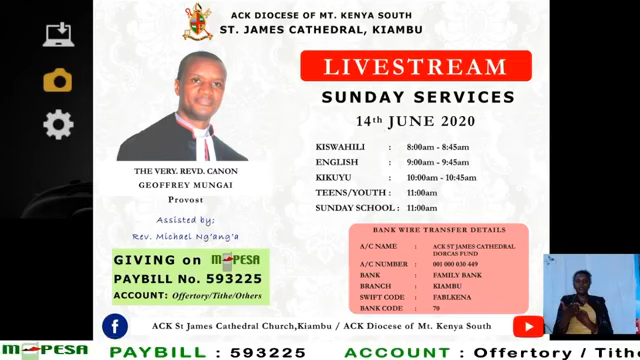 ACK DIOCESE OF MT. KENYA SOUTH
ST. JAMES CATHEDRAL, KIAMBU
LIVESTREAM
SUNDAY SERVICES
14th JUNE 2020
KISWAHILI : 8:00am - 8:45am
ENGLISH : 9:00am - 9:45am
KIKUYU : 10:00am - 10:45am
TEENS/YOUTH : 11:00am
SUNDAY SCHOOL : 11:00am
THE VERY. REVD. CANON
GEOFFREY MUNGAI
Provost
Assisted by;
Rev. Michael Ng'ang'a
GIVING on M-PESA
PAYBILL No. 593225
ACCOUNT: Offertory/Tithe/Others
BANK WIRE TRANSFER DETAILS
A/C NAME : ACK ST JAMES CATHEDRAL
DORCAS FUND
A/C NUMBER : 001 000 030 449
BANK : FAMILY BANK
BRANCH : KIAMBU
SWIFT CODE : FABLKENA
BANK CODE : 70
ACK St James Cathedral Church,Kiambu / ACK Diocese of Mt. Kenya South
M-PESA PAYBILL : 593225 ACCOUNT : Offertory / Tith